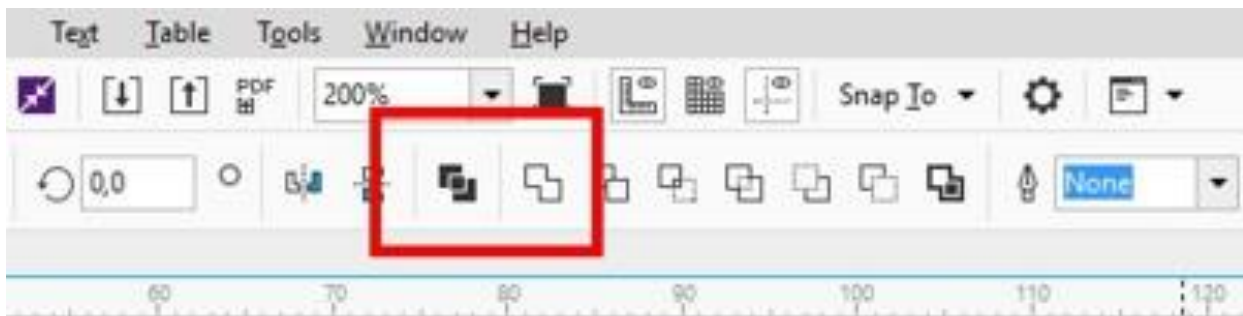 Text Table Tools Window Help
PDF 200% Snap To
0,0 None
60 70 80 90 100 110 120